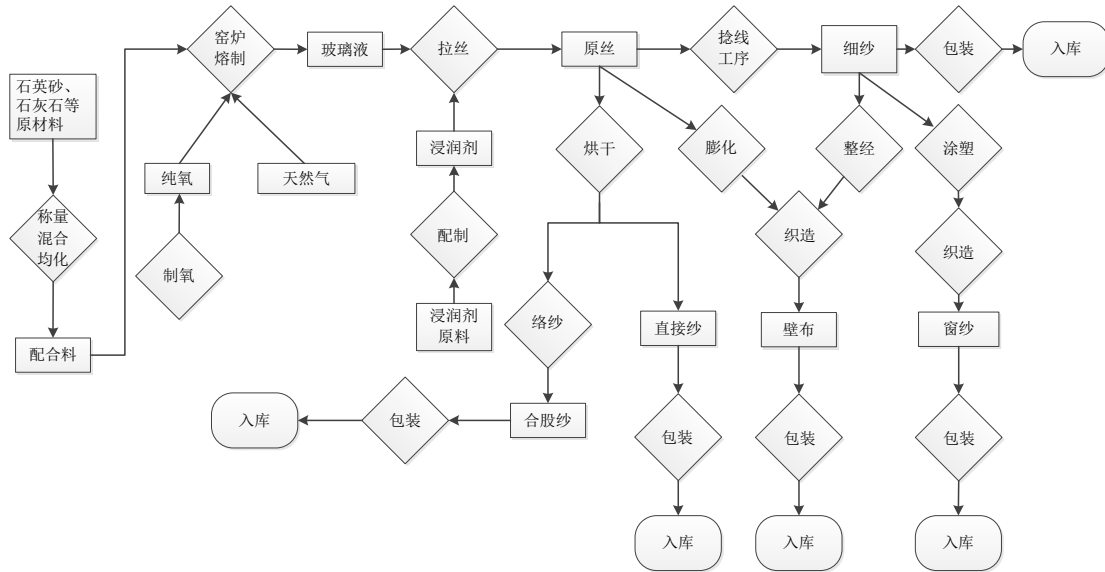 窑炉
熔制
玻璃液
拉丝
原丝
捻线
工序
细纱
包装
入库
石英砂、
石灰石等
原材料
纯氧
天然气
浸润剂
烘干
膨化
整经
涂塑
称量
混合
均化
制氧
配制
织造
织造
配合料
浸润剂
原料
络纱
直接纱
壁布
窗纱
入库
包装
合股纱
包装
包装
包装
入库
入库
入库